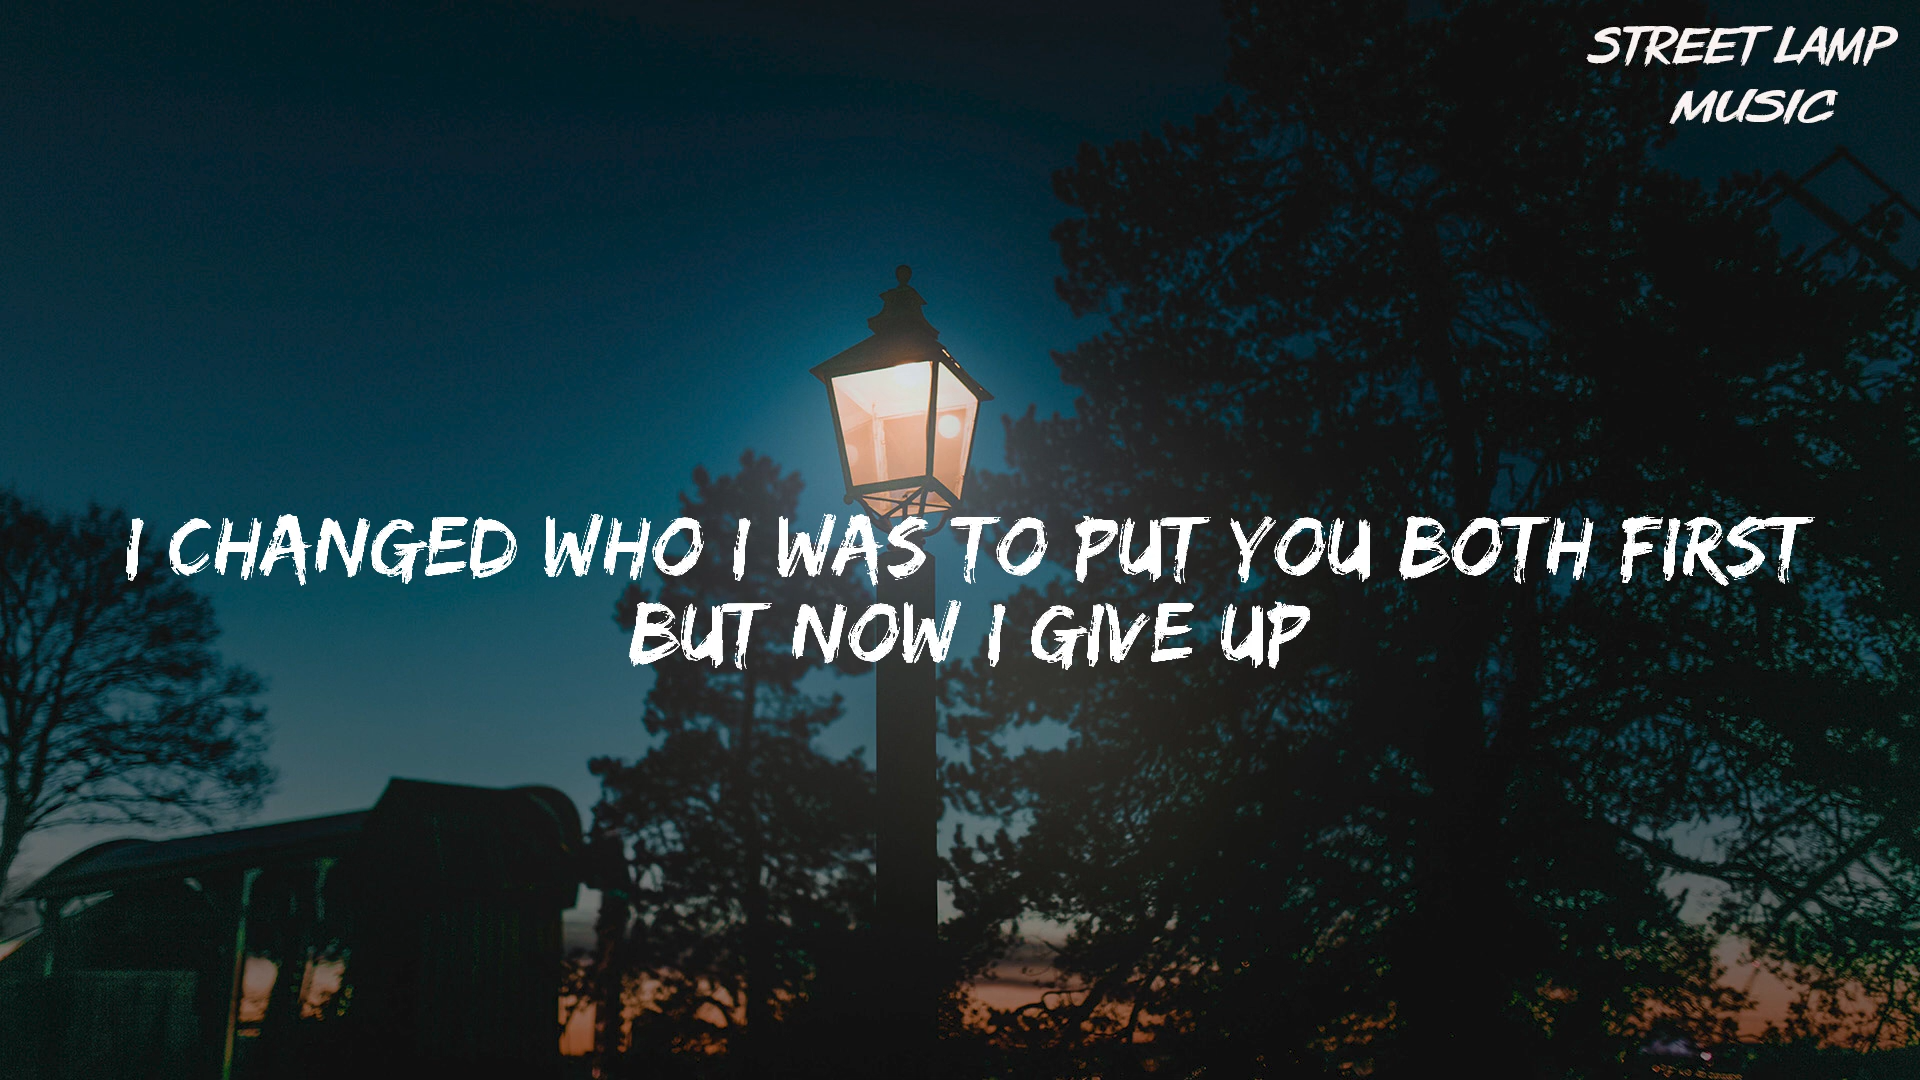 STREET LAMP
MUSIC
I CHANGED WHO I WAS TO PUT YOU BOTH FIRST
BUT NOW I GIVE UP